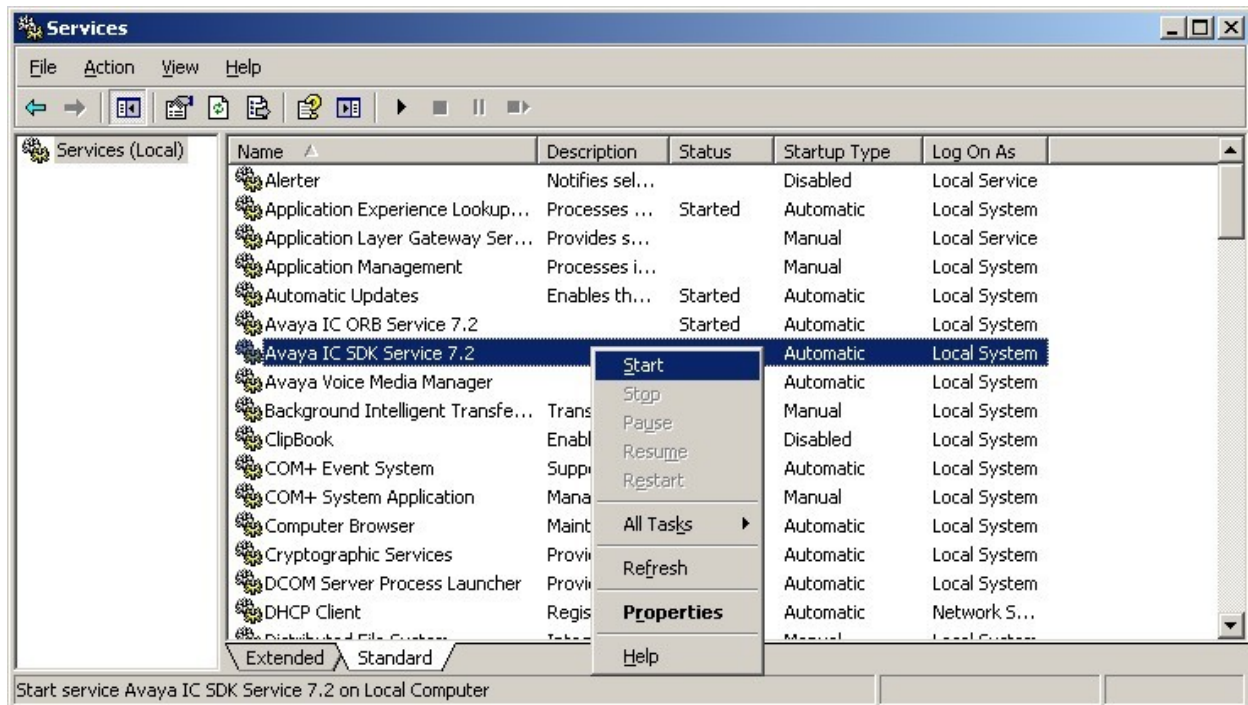 Services
File Action View Help
Services (Local)
Name Description Status Startup Type Log On As
Alerter Notifies sel... Disabled Local Service
Application Experience Lookup... Processes ... Started Automatic Local System
Application Layer Gateway Ser... Provides s... Manual Local Service
Application Management Processes i... Manual Local System
Automatic Updates Enables th... Started Automatic Local System
Avaya IC ORB Service 7.2 Started Automatic Local System
Avaya IC SDK Service 7.2 Automatic Local System
Avaya Voice Media Manager Automatic Local System
Background Intelligent Transfe... Trans Manual Local System
ClipBook Enabl Disabled Local System
COM+ Event System Supp Automatic Local System
COM+ System Application Mana Manual Local System
Computer Browser Maint Automatic Local System
Cryptographic Services Provi Automatic Local System
DCOM Server Process Launcher Provi Automatic Local System
DHCP Client Regis Automatic Network S...
Start
Stop
Pause
Resume
Restart
All Tasks
Refresh
Properties
Help
Extended Standard
Start service Avaya IC SDK Service 7.2 on Local Computer